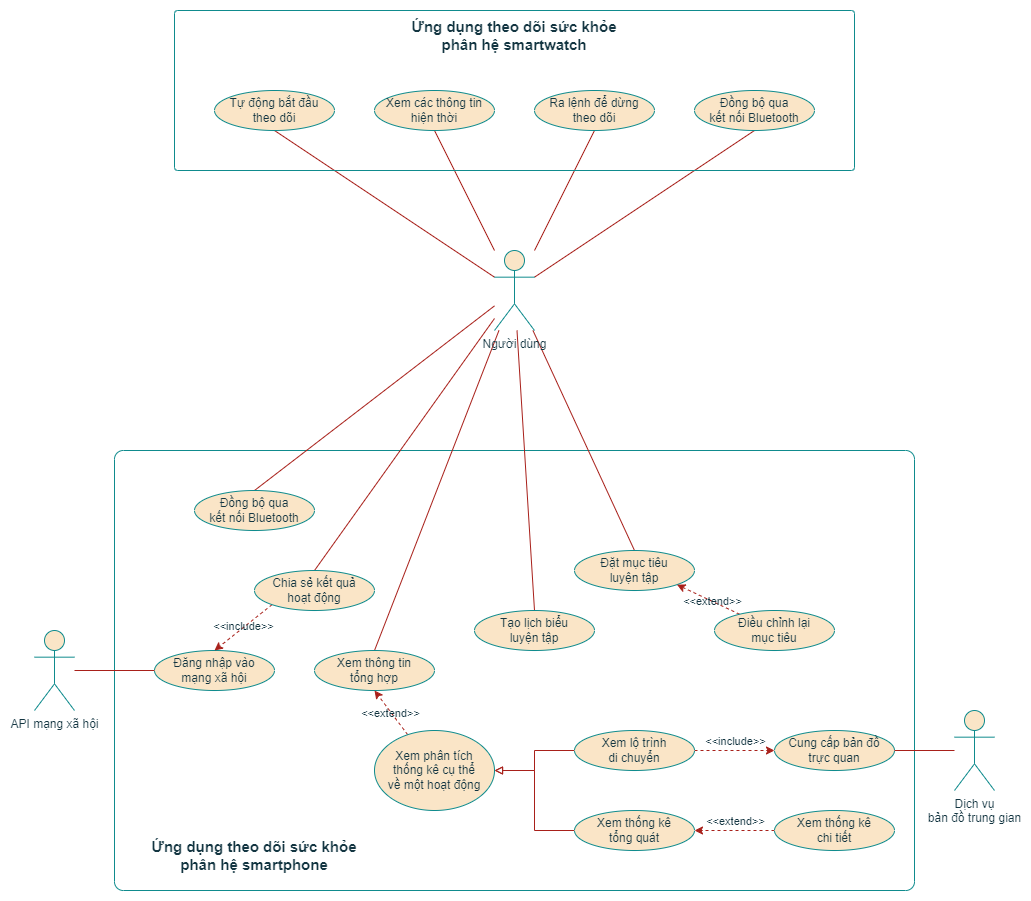 Ứng dụng theo dõi sức khỏe
phân hệ smartwatch
Tự động bắt đầu
theo dõi
Xem các thông tin
hiện thời
Ra lệnh để dừng
theo dõi
Đồng bộ qua
kết nối Bluetooth
Người dùng
Đồng bộ qua
kết nối Bluetooth
Đặt mục tiêu
luyện tập
Chia sẻ kết quả
hoạt động
<<extend>>
Tạo lịch biểu
luyện tập
Điều chỉnh lại
mục tiêu
<<include>>
Đăng nhập vào
mạng xã hội
Xem thông tin
tổng hợp
API mạng xã hội
<<extend>>
Xem phân tích
thống kê cụ thể
về một hoạt động
Xem lộ trình
di chuyển
<<include>>
Cung cấp bản đồ
trực quan
Dịch vụ
bản đồ trung gian
Xem thống kê
tổng quát
<<extend>>
Xem thống kê
chi tiết
Ứng dụng theo dõi sức khỏe
phân hệ smartphone